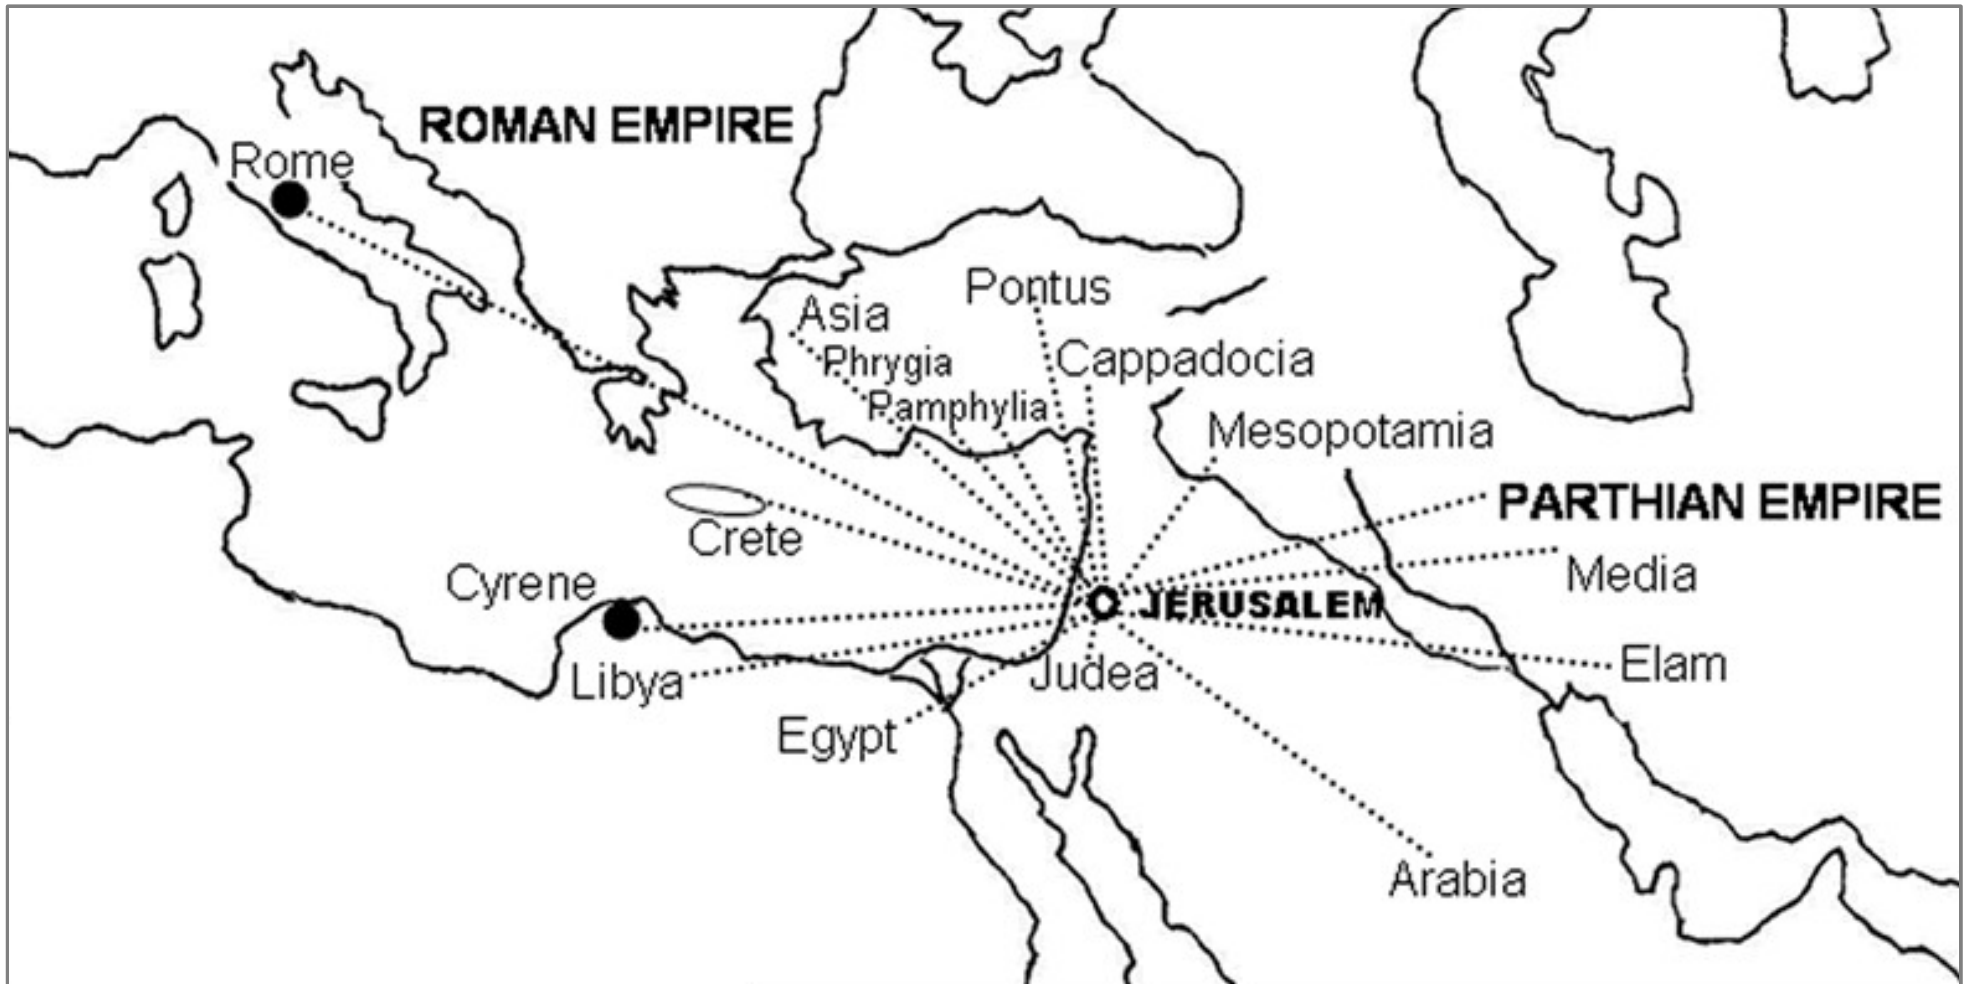 ROMAN EMPIRE
Rome
Pontus
Asia
Cappadocia
Phrygia
Pamphylia
Mesopotamia
PARTHIAN EMPIRE
Crete
Media
Cyrene
JERUSALEM
Elam
Libya
Judea
Egypt
Arabia